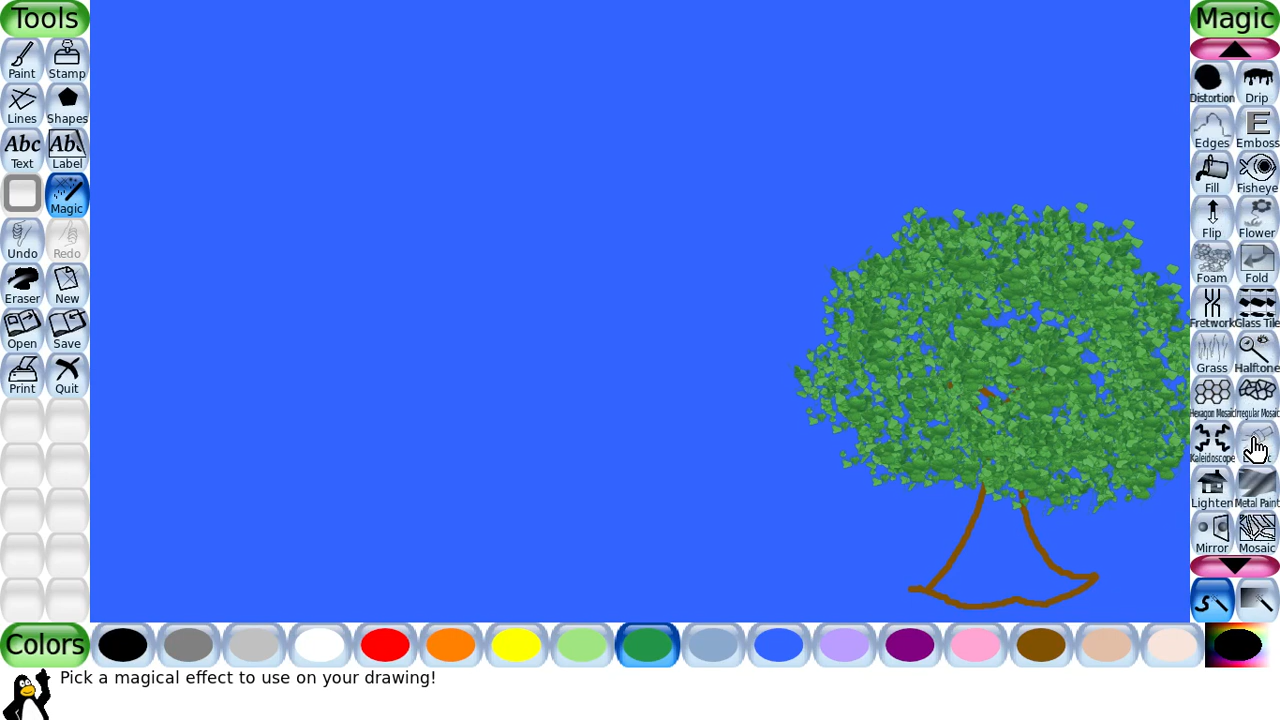 Tools
Magic
Paint
Stamp
Distortion
Drip
Lines
Shapes
Edges
Emboss
Abc
Abc
Text
Label
Fill
Fisheye
Magic
Flip
Flower
Undo
Redo
Foam
Fold
Eraser
New
Fretwork
Glass Tile
Open
Save
Grass
Halftone
Print
Quit
Hexagon Mosaic
Irregular Mosaic
Kaleidoscope
Lighten
Metal Paint
Mirror
Mosaic
Colors
Pick a magical effect to use on your drawing!